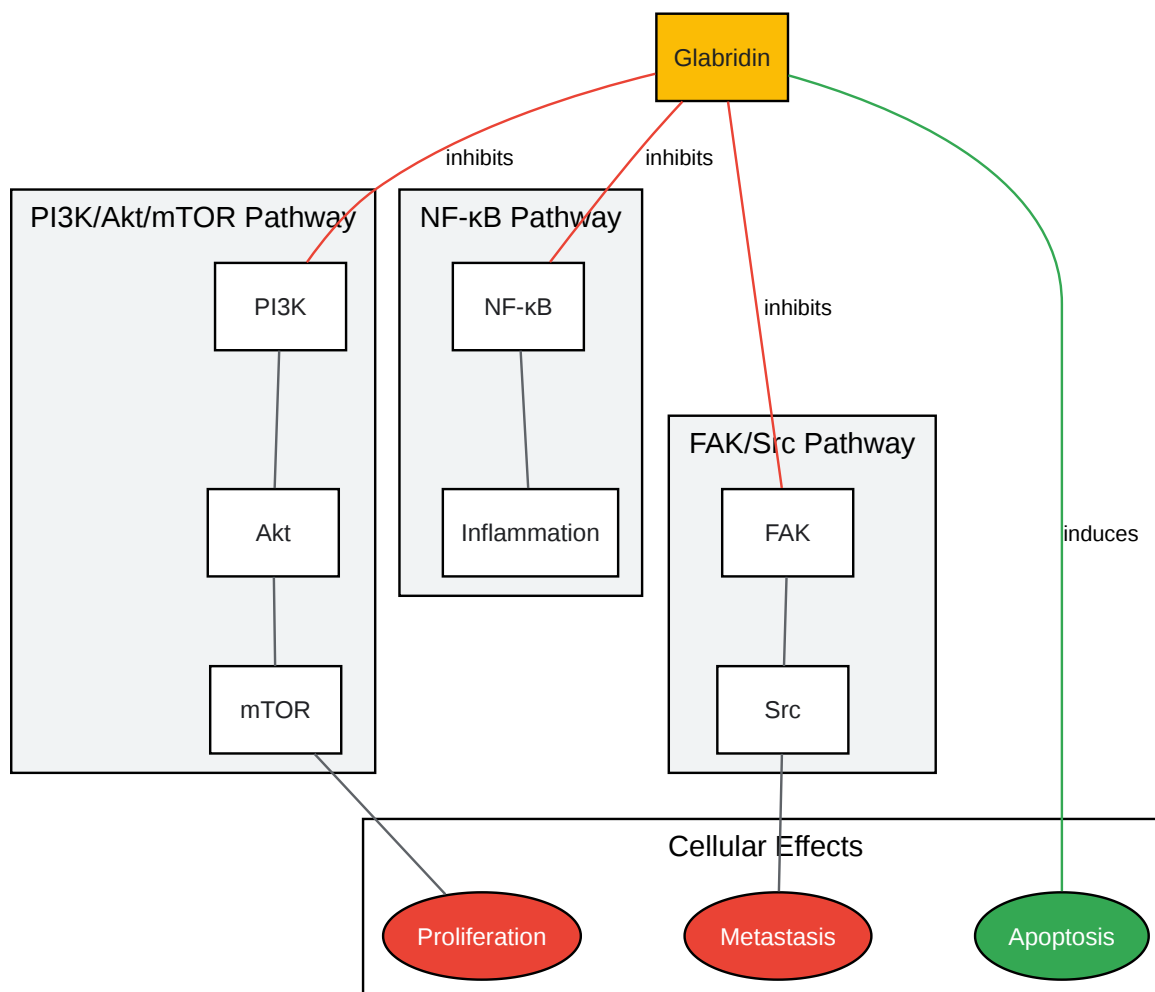 Glabridin
inhibits
inhibits
PI3K/Akt/mTOR Pathway
NF-κB Pathway
PI3K
NF-κB
inhibits
FAK/Src Pathway
Akt
Inflammation
FAK
induces
mTOR
Src
Cellular Effects
Proliferation
Metastasis
Apoptosis